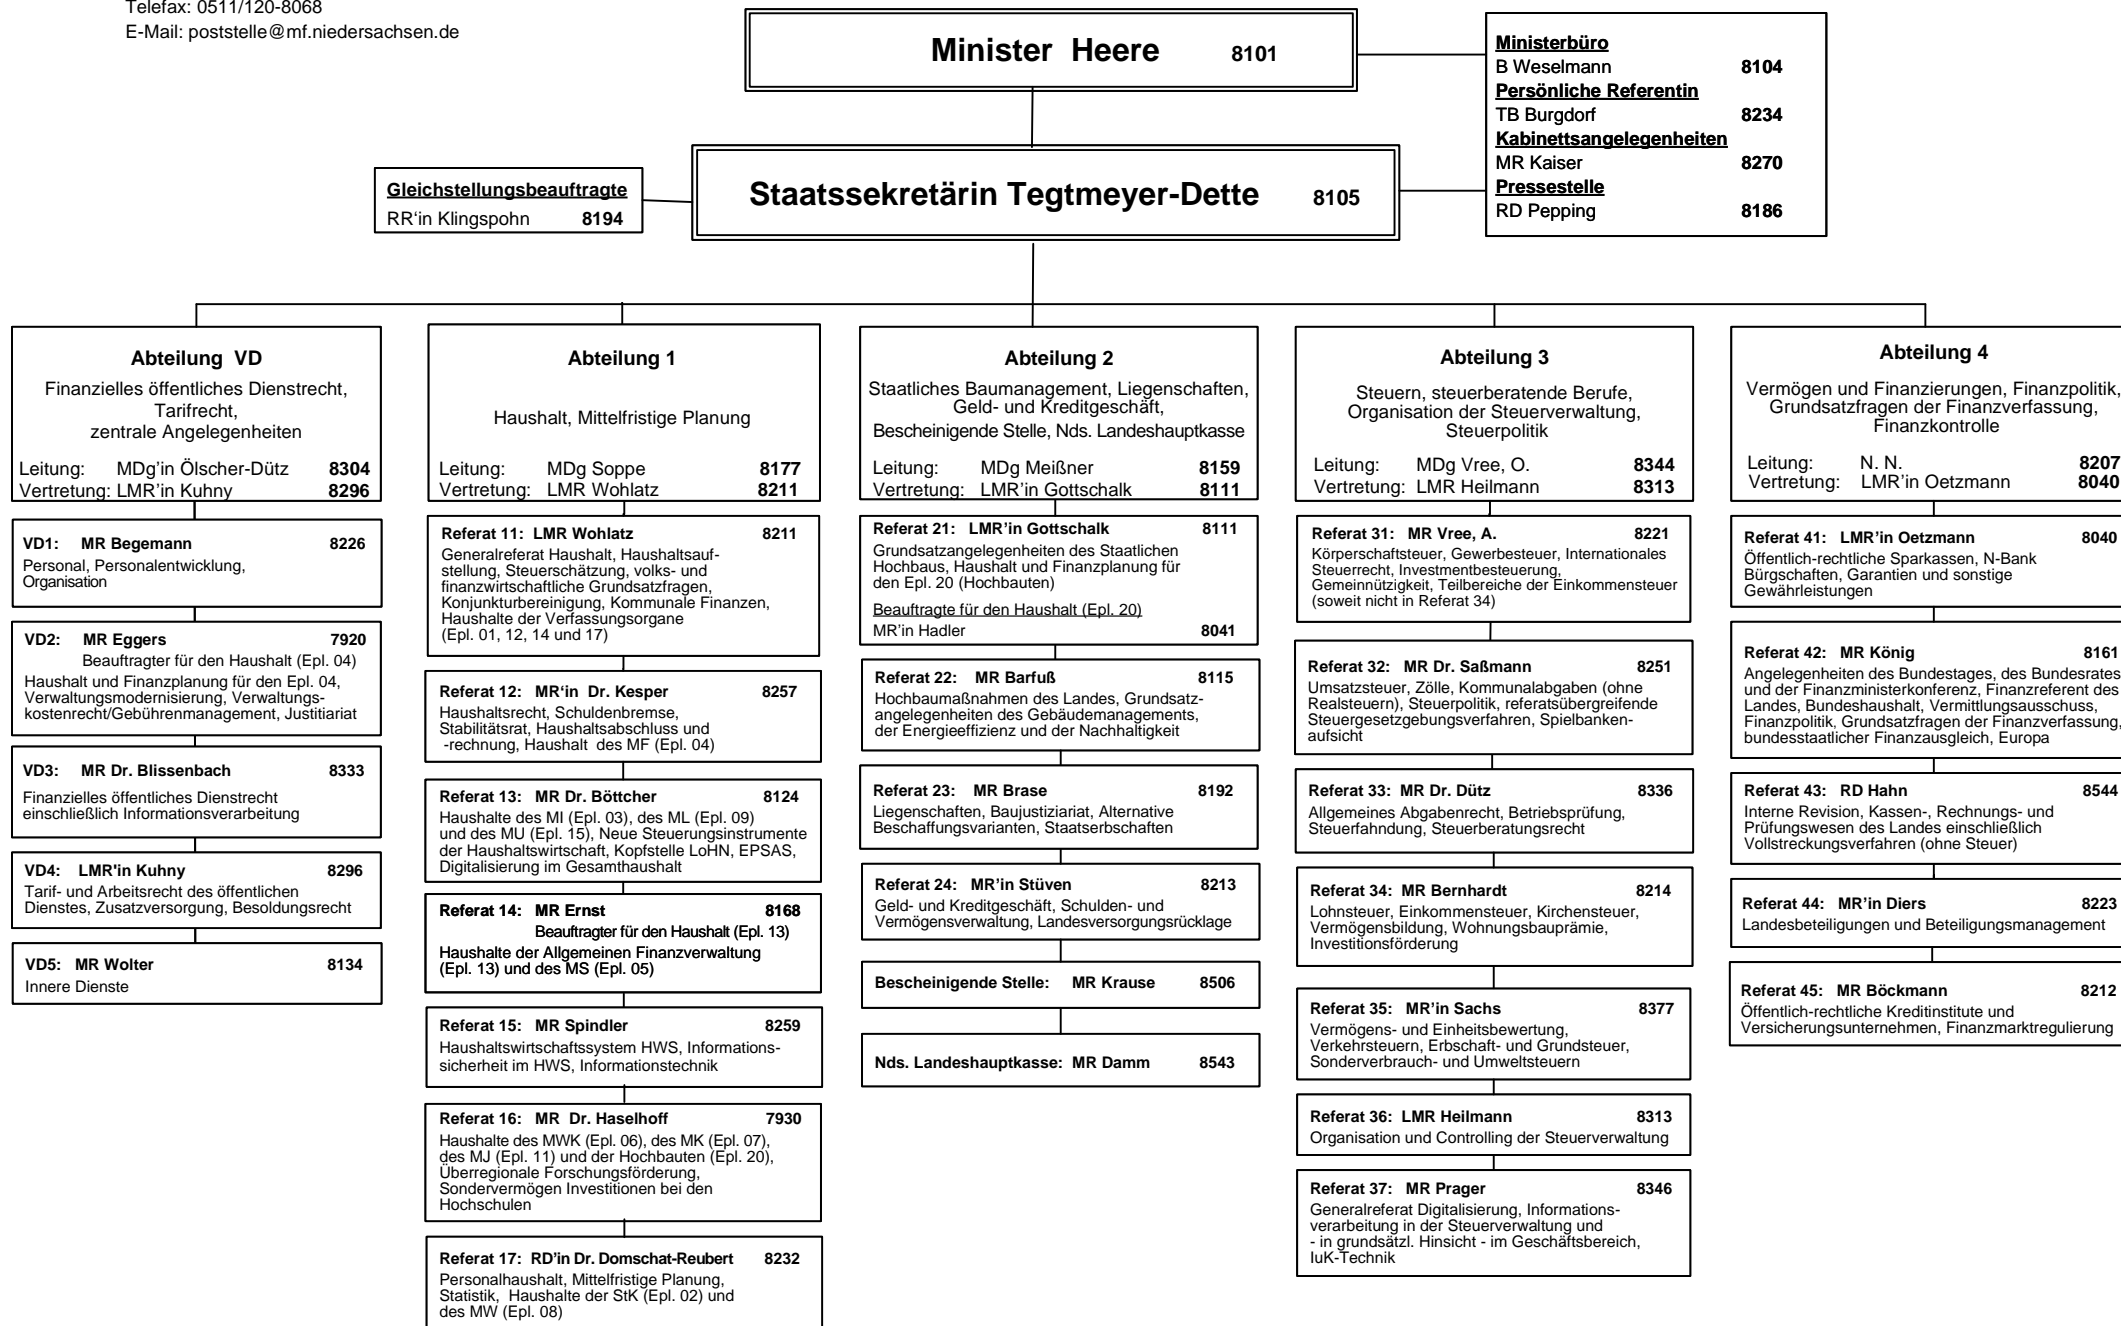 Telefax: 0511/120-8068
E-Mail: poststelle@mf.niedersachsen.de
Minister Heere 8101
Ministerbüro
B Weselmann 8104
Persönliche Referentin
TB Burgdorf 8234
Kabinettsangelegenheiten
MR Kaiser 8270
Pressestelle
RD Pepping 8186
Gleichstellungsbeauftragte
RR‘in Klingspohn 8194
Staatssekretärin Tegtmeyer-Dette 8105
Abteilung VD
Finanzielles öffentliches Dienstrecht,
Tarifrecht,
zentrale Angelegenheiten
Leitung: MDg’in Ölscher-Dütz 8304
Vertretung: LMR’in Kuhny 8296
VD1: MR Begemann 8226
Personal, Personalentwicklung,
Organisation
VD2: MR Eggers 7920
Beauftragter für den Haushalt (Epl. 04)
Haushalt und Finanzplanung für den Epl. 04,
Verwaltungsmodernisierung, Verwaltungs-
kostenrecht/Gebührenmanagement, Justitiariat
VD3: MR Dr. Blissenbach 8333
Finanzielles öffentliches Dienstrecht
einschließlich Informationsverarbeitung
VD4: LMR'in Kuhny 8296
Tarif- und Arbeitsrecht des öffentlichen
Dienstes, Zusatzversorgung, Besoldungsrecht
VD5: MR Wolter 8134
Innere Dienste
Abteilung 1
Haushalt, Mittelfristige Planung
Leitung: MDg Soppe 8177
Vertretung: LMR Wohlatz 8211
Referat 11: LMR Wohlatz 8211
Generalreferat Haushalt, Haushaltsauf-
stellung, Steuerschätzung, volks- und
finanzwirtschaftliche Grundsatzfragen,
Konjunkturbereinigung, Kommunale Finanzen,
Haushalte der Verfassungsorgane
(Epl. 01, 12, 14 und 17)
Referat 12: MR‘in Dr. Kesper 8257
Haushaltsrecht, Schuldenbremse,
Stabilitätsrat, Haushaltsabschluss und
-rechnung, Haushalt des MF (Epl. 04)
Referat 13: MR Dr. Böttcher 8124
Haushalte des MI (Epl. 03), des ML (Epl. 09)
und des MU (Epl. 15), Neue Steuerungsinstrumente
der Haushaltswirtschaft, Kopfstelle LoHN, EPSAS,
Digitalisierung im Gesamthaushalt
Referat 14: MR Ernst 8168
Beauftragter für den Haushalt (Epl. 13)
Haushalte der Allgemeinen Finanzverwaltung
(Epl. 13) und des MS (Epl. 05)
Referat 15: MR Spindler 8259
Haushaltswirtschaftssystem HWS, Informations-
sicherheit im HWS, Informationstechnik
Referat 16: MR Dr. Haselhoff 7930
Haushalte des MWK (Epl. 06), des MK (Epl. 07),
des MJ (Epl. 11) und der Hochbauten (Epl. 20),
Überregionale Forschungsförderung,
Sondervermögen Investitionen bei den
Hochschulen
Referat 17: RD’in Dr. Domschat-Reubert 8232
Personalhaushalt, Mittelfristige Planung,
Statistik, Haushalte der StK (Epl. 02) und
des MW (Epl. 08)
Abteilung 2
Staatliches Baumanagement, Liegenschaften,
Geld- und Kreditgeschäft,
Bescheinigende Stelle, Nds. Landeshauptkasse
Leitung: MDg Meißner 8159
Vertretung: LMR’in Gottschalk 8111
Referat 21: LMR’in Gottschalk 8111
Grundsatzangelegenheiten des Staatlichen
Hochbaus, Haushalt und Finanzplanung für
den Epl. 20 (Hochbauten)
Beauftragte für den Haushalt (Epl. 20)
MR’in Hadler 8041
Referat 22: MR Barfuß 8115
Hochbaumaßnahmen des Landes, Grundsatz-
angelegenheiten des Gebäudemanagements,
der Energieeffizienz und der Nachhaltigkeit
Referat 23: MR Brase 8192
Liegenschaften, Baujustiziariat, Alternative
Beschaffungsvarianten, Staatserbschaften
Referat 24: MR’in Stüven 8213
Geld- und Kreditgeschäft, Schulden- und
Vermögensverwaltung, Landesversorgungsrücklage
Bescheinigende Stelle: MR Krause 8506
Nds. Landeshauptkasse: MR Damm 8543
Abteilung 3
Steuern, steuerberatende Berufe,
Organisation der Steuerverwaltung,
Steuerpolitik
Leitung: MDg Vree, O. 8344
Vertretung: LMR Heilmann 8313
Referat 31: MR Vree, A. 8221
Körperschaftsteuer, Gewerbesteuer, Internationales
Steuerrecht, Investmentbesteuerung,
Gemeinnützigkeit, Teilbereiche der Einkommensteuer
(soweit nicht in Referat 34)
Referat 32: MR Dr. Saßmann 8251
Umsatzsteuer, Zölle, Kommunalabgaben (ohne
Realsteuern), Steuerpolitik, referatsübergreifende
Steuergesetzgebungsverfahren, Spielbanken-
aufsicht
Referat 33: MR Dr. Dütz 8336
Allgemeines Abgabenrecht, Betriebsprüfung,
Steuerfahndung, Steuerberatungsrecht
Referat 34: MR Bernhardt 8214
Lohnsteuer, Einkommensteuer, Kirchensteuer,
Vermögensbildung, Wohnungsbauprämie,
Investitionsförderung
Referat 35: MR’in Sachs 8377
Vermögens- und Einheitsbewertung,
Verkehrsteuern, Erbschaft- und Grundsteuer,
Sonderverbrauch- und Umweltsteuern
Referat 36: LMR Heilmann 8313
Organisation und Controlling der Steuerverwaltung
Referat 37: MR Prager 8346
Generalreferat Digitalisierung, Informations-
verarbeitung in der Steuerverwaltung und
- in grundsätzl. Hinsicht - im Geschäftsbereich,
IuK-Technik
Abteilung 4
Vermögen und Finanzierungen, Finanzpolitik,
Grundsatzfragen der Finanzverfassung,
Finanzkontrolle
Leitung: N. N. 8207
Vertretung: LMR’in Oetzmann 8040
Referat 41: LMR’in Oetzmann 8040
Öffentlich-rechtliche Sparkassen, N-Bank
Bürgschaften, Garantien und sonstige
Gewährleistungen
Referat 42: MR König 8161
Angelegenheiten des Bundestages, des Bundesrates
und der Finanzministerkonferenz, Finanzreferent des
Landes, Bundeshaushalt, Vermittlungsausschuss,
Finanzpolitik, Grundsatzfragen der Finanzverfassung,
bundesstaatlicher Finanzausgleich, Europa
Referat 43: RD Hahn 8544
Interne Revision, Kassen-, Rechnungs- und
Prüfungswesen des Landes einschließlich
Vollstreckungsverfahren (ohne Steuer)
Referat 44: MR’in Diers 8223
Landesbeteiligungen und Beteiligungsmanagement
Referat 45: MR Böckmann 8212
Öffentlich-rechtliche Kreditinstitute und
Versicherungsunternehmen, Finanzmarktregulierung